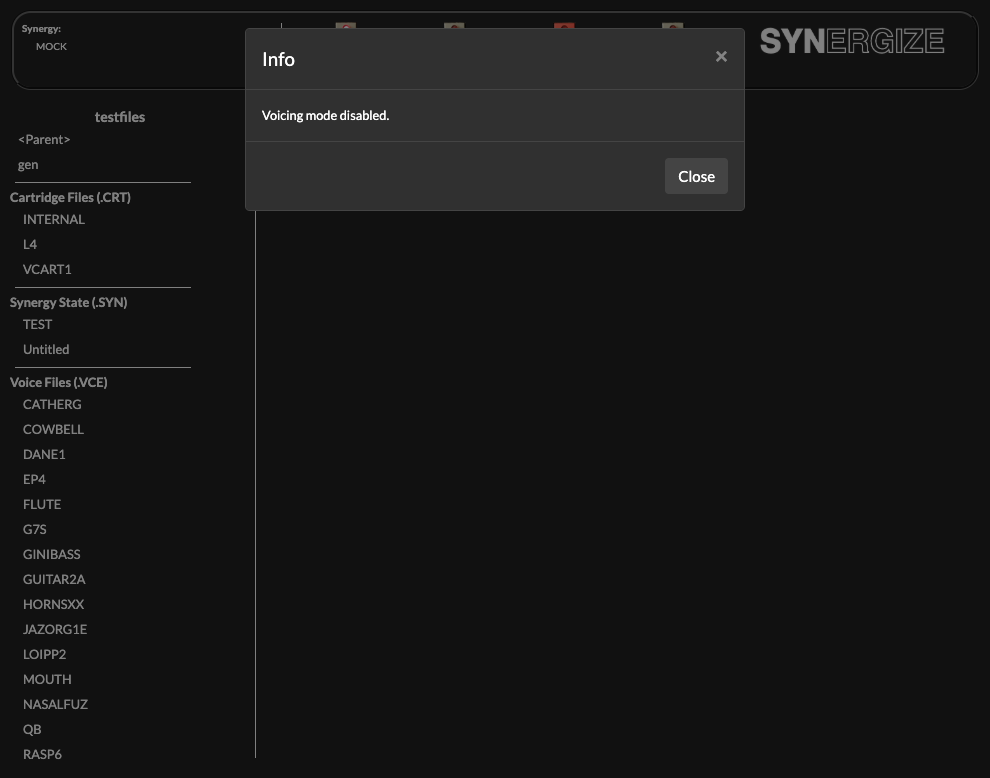 Synergy:
MOCK
SYNERGIZE
Info
×
Voicing mode disabled.
Close
testfiles
<Parent>
gen
Cartridge Files (.CRT)
INTERNAL
L4
VCART1
Synergy State (.SYN)
TEST
Untitled
Voice Files (.VCE)
CATHERG
COWBELL
DANE1
EP4
FLUTE
G7S
GINIBASS
GUITAR2A
HORNSXX
JAZORG1E
LOIPP2
MOUTH
NASALFUZ
QB
RASP6